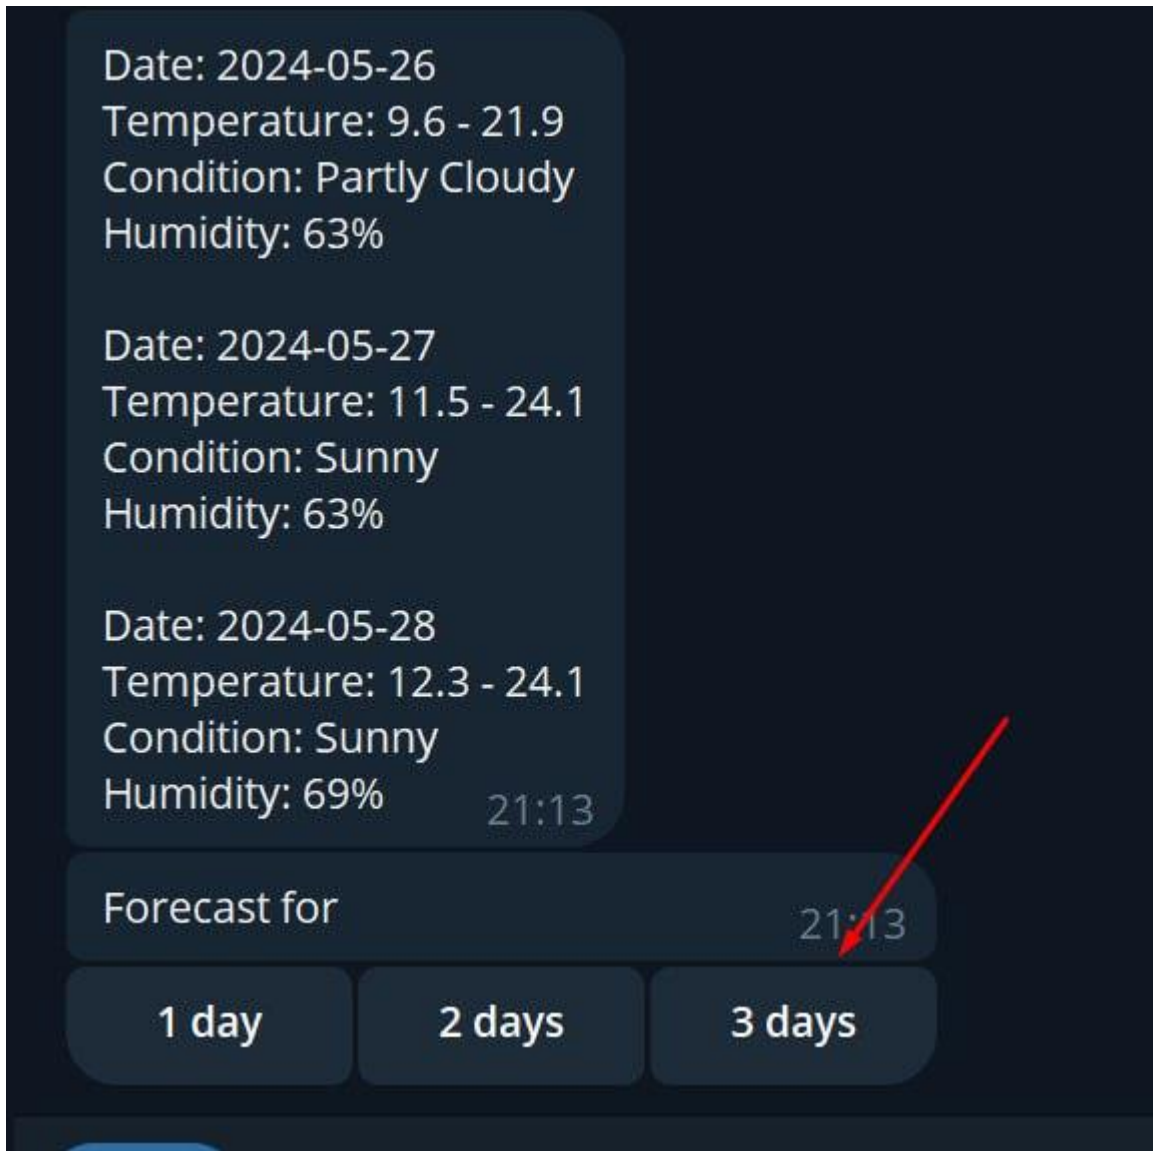 Date: 2024-05-26
Temperature: 9.6 - 21.9
Condition: Partly Cloudy
Humidity: 63%
Date: 2024-05-27
Temperature: 11.5 - 24.1
Condition: Sunny
Humidity: 63%
Date: 2024-05-28
Temperature: 12.3 - 24.1
Condition: Sunny
Humidity: 69%
21:13
Forecast for
21:13
1 day
2 days
3 days